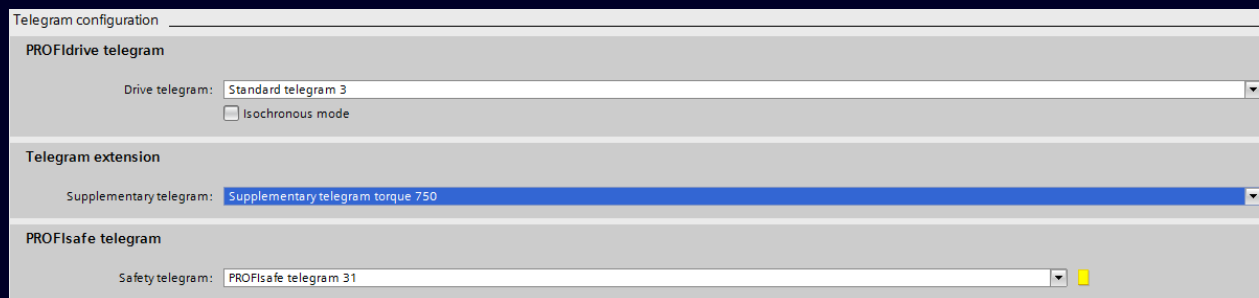 Telegram configuration
PROFIdrive telegram
Drive telegram: Standard telegram 3
Isochronous mode
Telegram extension
Supplementary telegram: Supplementary telegram torque 750
PROFIsafe telegram
Safety telegram: PROFIsafe telegram 31